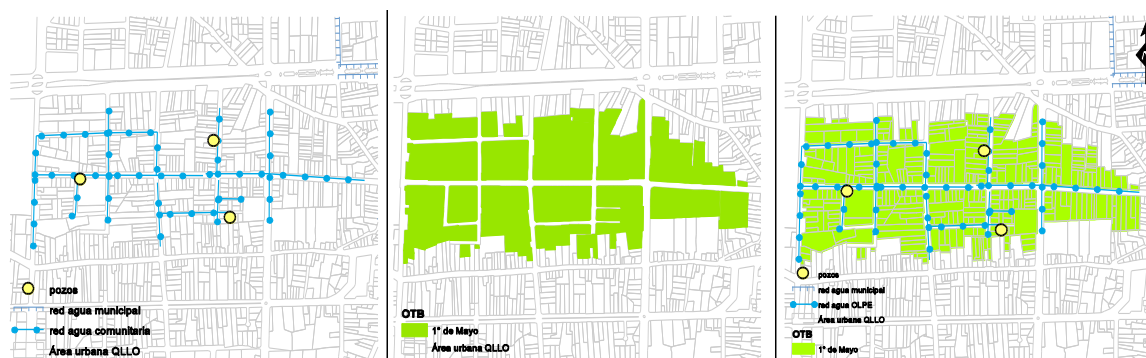 pozos
red agua municipal
red agua comunitaria
Área urbana QLLO
OTB
1° de Mayo
Área urbana QLLO
pozos
red agua municipal
red agua OLPE
Área urbana QLLO
OTB
1° de Mayo